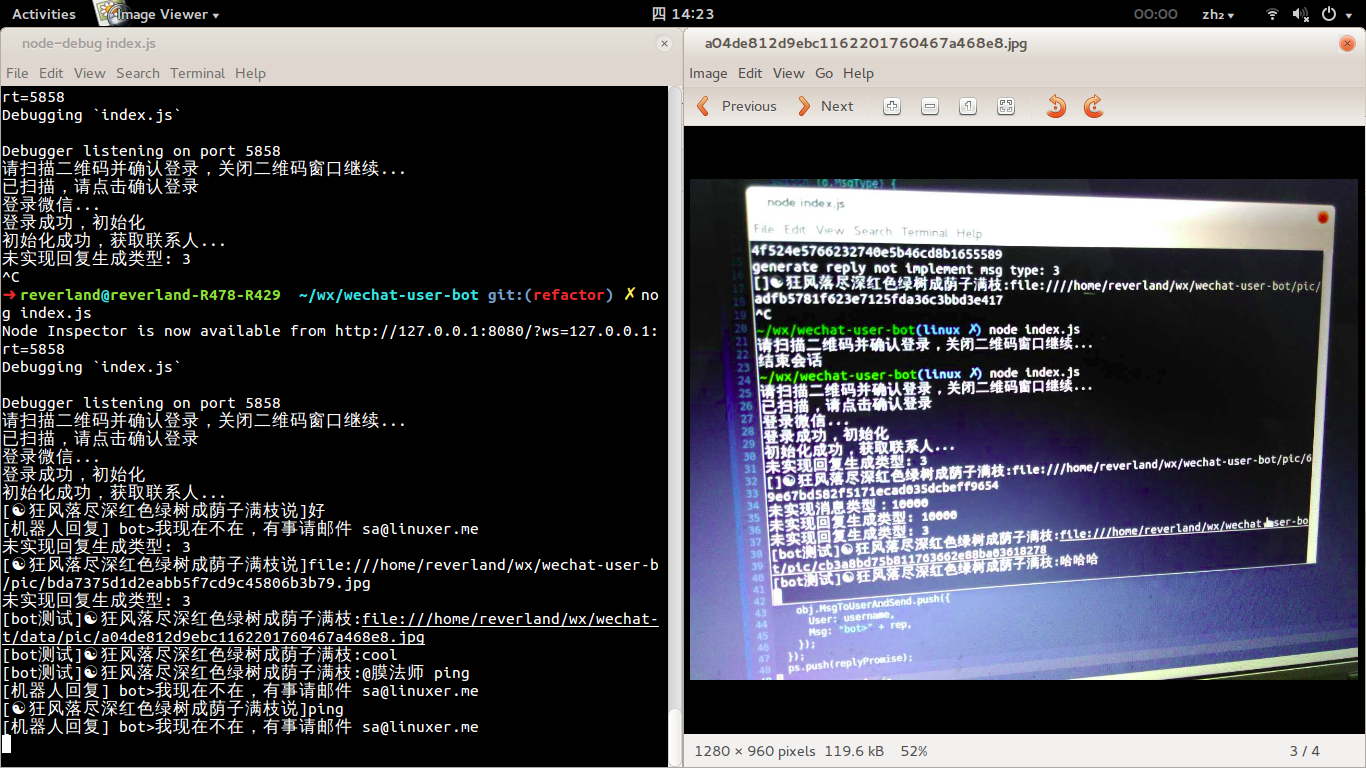 Activities
Image Viewer
四 14:23
00:00
zh₂
node-debug index.js
File Edit View Search Terminal Help
rt=5858
Debugging `index.js`
Debugger listening on port 5858
请扫描二维码并确认登录，关闭二维码窗口继续...
已扫描，请点击确认登录
登录微信...
登录成功，初始化
初始化成功，获取联系人...
未实现回复生成类型: 3
^C
➜ reverland@reverland-R478-R429 ~/wx/wechat-user-bot git:(refactor) ✗ no
g index.js
Node Inspector is now available from http://127.0.0.1:8080/?ws=127.0.0.1:
rt=5858
Debugging `index.js`
Debugger listening on port 5858
请扫描二维码并确认登录，关闭二维码窗口继续...
已扫描，请点击确认登录
登录微信...
登录成功，初始化
初始化成功，获取联系人...
[☯狂风落尽深红色绿树成荫子满枝说]好
[机器人回复] bot>我现在不在，有事请邮件 sa@linuxer.me
未实现回复生成类型: 3
[☯狂风落尽深红色绿树成荫子满枝说]file:///home/reverland/wx/wechat-user-b
/pic/bda7375d1d2eabb5f7cd9c45806b3b79.jpg
未实现回复生成类型: 3
[bot测试]☯狂风落尽深红色绿树成荫子满枝:file:///home/reverland/wx/wechat-
t/data/pic/a04de812d9ebc1162201760467a468e8.jpg
[bot测试]☯狂风落尽深红色绿树成荫子满枝:cool
[bot测试]☯狂风落尽深红色绿树成荫子满枝:@膜法师 ping
[机器人回复] bot>我现在不在，有事请邮件 sa@linuxer.me
[☯狂风落尽深红色绿树成荫子满枝说]ping
[机器人回复] bot>我现在不在，有事请邮件 sa@linuxer.me
a04de812d9ebc1162201760467a468e8.jpg
Image Edit View Go Help
Previous Next
(o.MsgType) {
node index.js
File Edit View Search Terminal Help
4f524e5766232740e5b46cd8b1655589
generate reply not implement msg type: 3
[]☯狂风落尽深红色绿树成荫子满枝:file:////home/reverland/wx/wechat-user-bot/pic/
adfb5781f623e7125fda36c3bbd3e417
^C
~/wx/wechat-user-bot(linux ✗) node index.js
请扫描二维码并确认登录，关闭二维码窗口继续...
结束会话
~/wx/wechat-user-bot(linux ✗) node index.js
请扫描二维码并确认登录，关闭二维码窗口继续...
已扫描，请点击确认登录
登录微信...
登录成功，初始化
初始化成功，获取联系人...
未实现回复生成类型: 3
[]☯狂风落尽深红色绿树成荫子满枝:file:///home/reverland/wx/wechat-user-bot/pic/6
9e67bd582f5171ecad035dcbeff9654
未实现消息类型：10000
未实现回复生成类型: 10000
未实现回复生成类型: 3
[bot测试]☯狂风落尽深红色绿树成荫子满枝:file:///home/reverland/wx/wechat-user-bo
t/pic/cb3a8bd75b811763662e88ba03618278
[bot测试]☯狂风落尽深红色绿树成荫子满枝:哈哈哈
obj.MsgToUserAndSend.push({
User: username,
Msg: "bot>" + rep,
});
});
ps.push(replyPromise);
1280 × 960 pixels 119.6 kB 52%
3 / 4